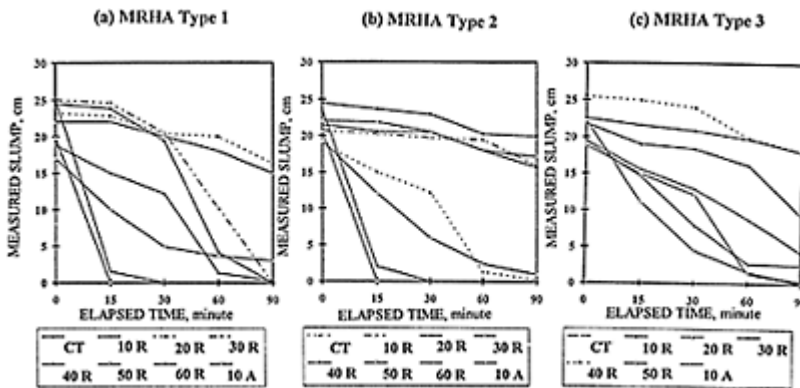 (a) MRHA Type 1
MEASURED SLUMP, cm
30
25
20
15
10
5
0
0 15 30 60 90
ELAPSED TIME, minute
CT 10 R 20 R 30 R
40 R 50 R 60 R 10 A
(b) MRHA Type 2
MEASURED SLUMP, cm
30
25
20
15
10
5
0
0 15 30 60 90
ELAPSED TIME, minute
CT 10 R 20 R 30 R
40 R 50 R 60 R 10 A
(c) MRHA Type 3
MEASURED SLUMP, cm
30
25
20
15
10
5
0
0 15 30 60 90
ELAPSED TIME, minute
CT 10 R 20 R 30 R
40 R 50 R 10 A